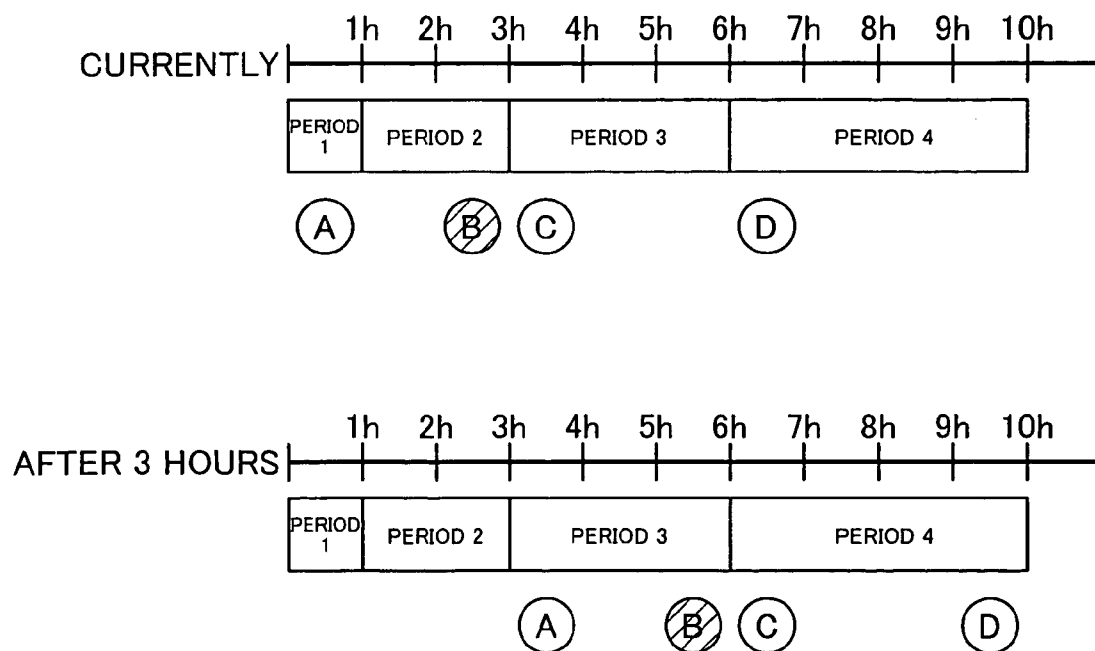 1h 2h 3h 4h 5h 6h 7h 8h 9h 10h
CURRENTLY
PERIOD 1 PERIOD 2 PERIOD 3 PERIOD 4
A B C D
1h 2h 3h 4h 5h 6h 7h 8h 9h 10h
AFTER 3 HOURS
PERIOD 1 PERIOD 2 PERIOD 3 PERIOD 4
A B C D